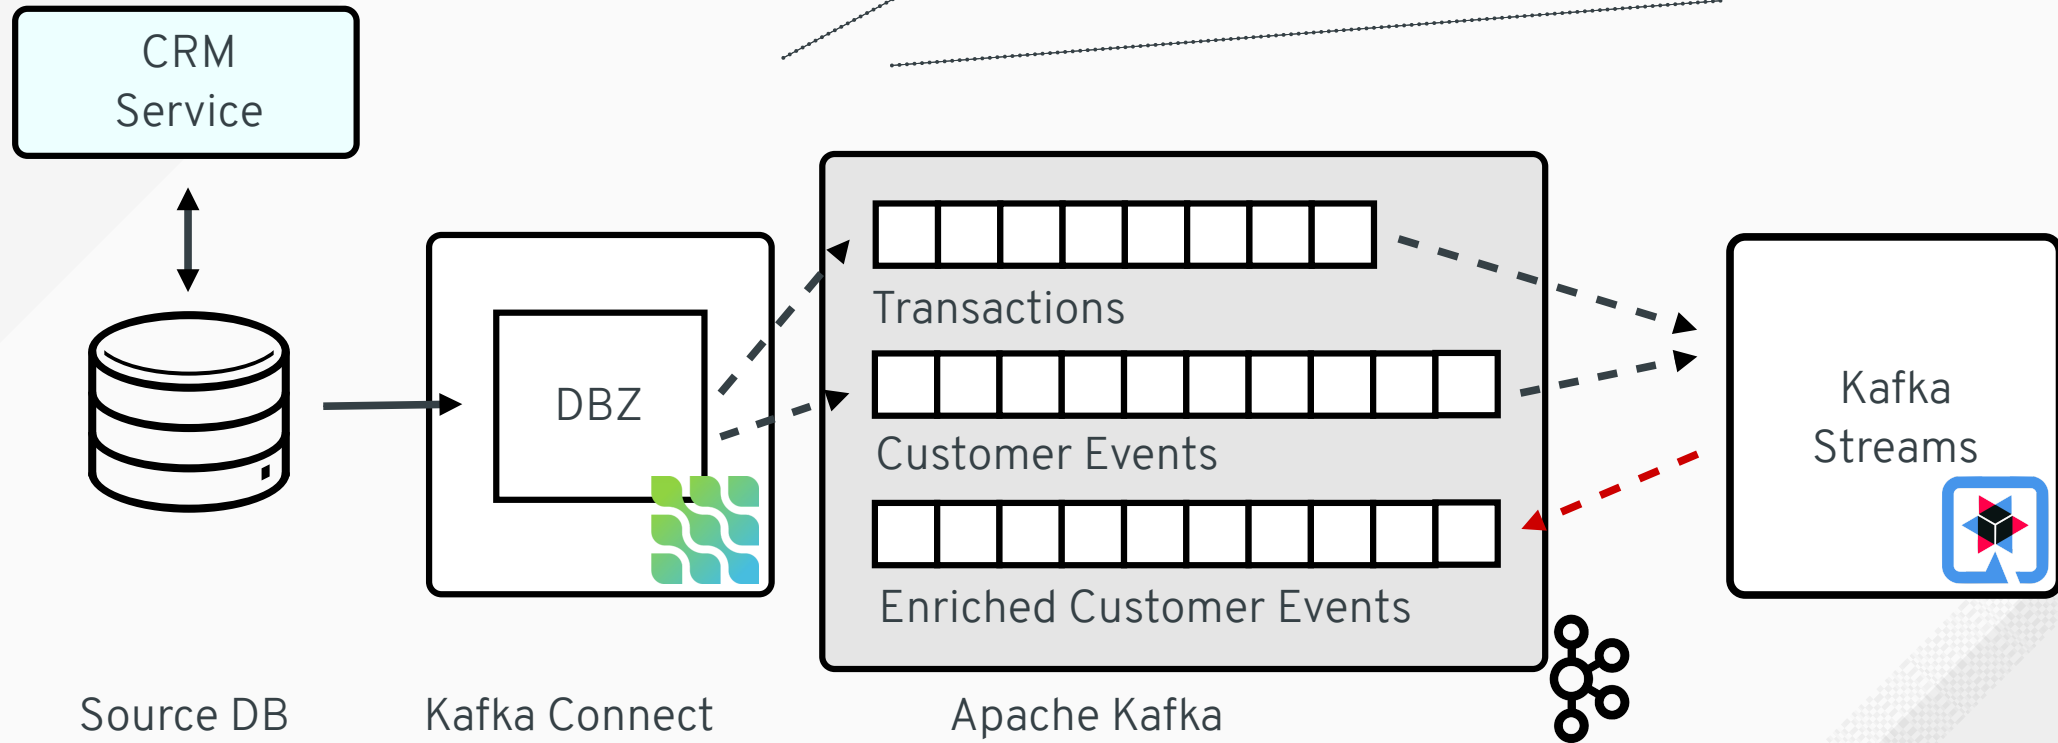 CRM
Service
DBZ
Transactions
Customer Events
Enriched Customer Events
Kafka
Streams
Source DB
Kafka Connect
Apache Kafka